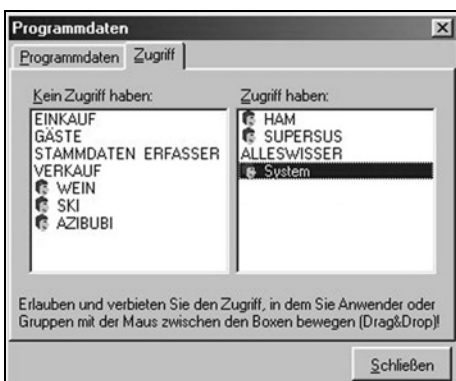 Programmdaten
Programmdaten Zugriff
Kein Zugriff haben:
EINKAUF
GÄSTE
STAMMDATEN ERFASSER
VERKAUF
WEIN
SKI
AZIBUBI
Zugriff haben:
HAM
SUPERSUS
ALLESWISSER
System
Erlauben und verbieten Sie den Zugriff, in dem Sie Anwender oder
Gruppen mit der Maus zwischen den Boxen bewegen (Drag&Drop)!
Schließen